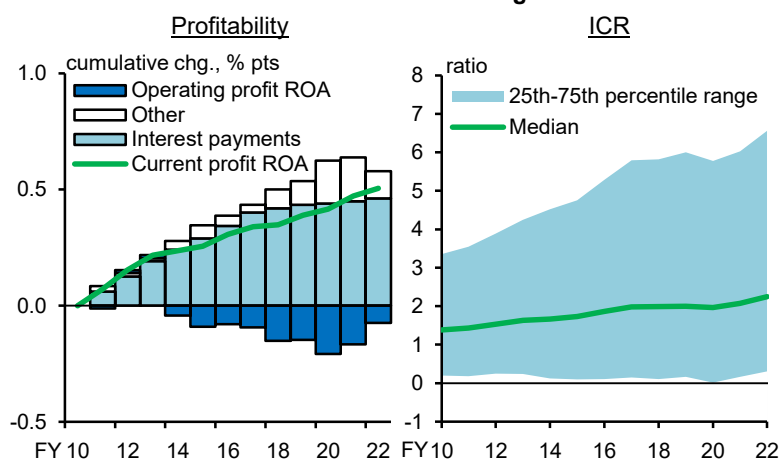 g
Profitability
cumulative chg., % pts
1.0
Operating profit ROA
Other
Interest payments
Current profit ROA
0.5
0.0
-0.5
FY 10 12 14 16 18 20 22
ICR
ratio
8
25th-75th percentile range
7
Median
6
5
4
3
2
1
0
-1
FY 10 12 14 16 18 20 22